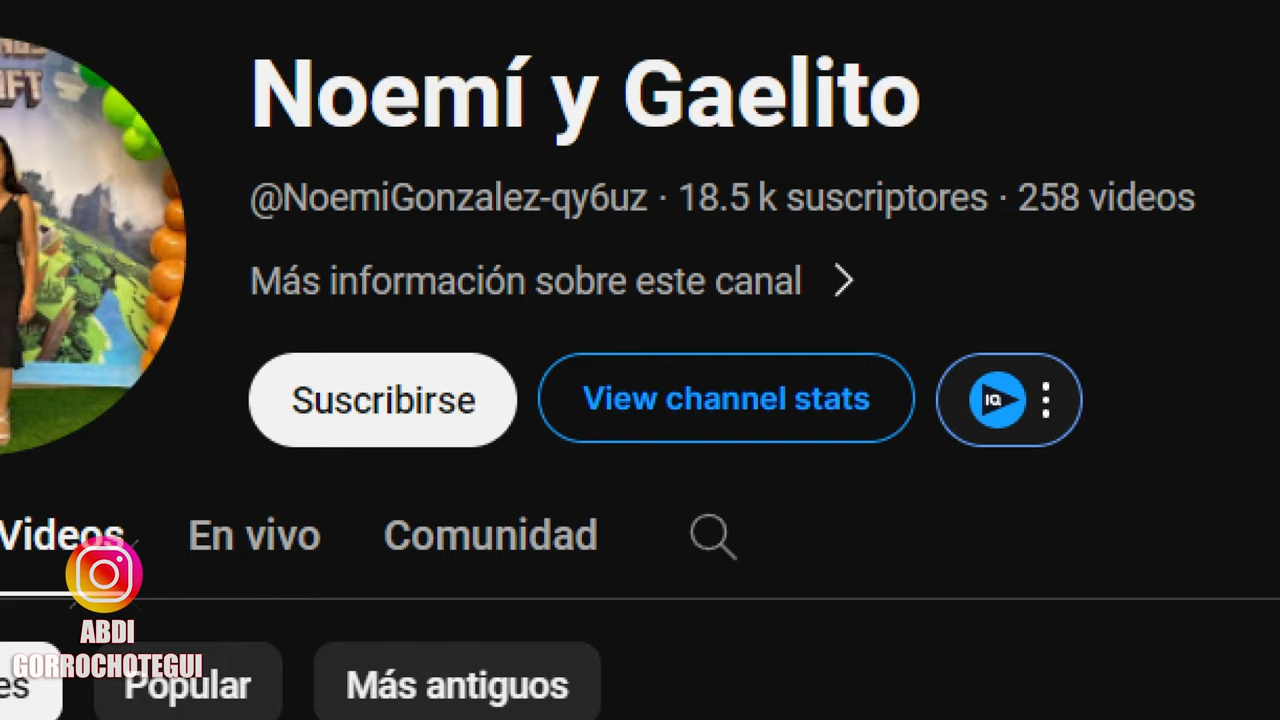 Noemí y Gaelito
@NoemiGonzalez-qy6uz · 18.5 k suscriptores · 258 videos
Más información sobre este canal
Suscribirse View channel stats IQ
Videos En vivo Comunidad
ABDI
GORROCHOTEGUI
es Popular Más antiguos